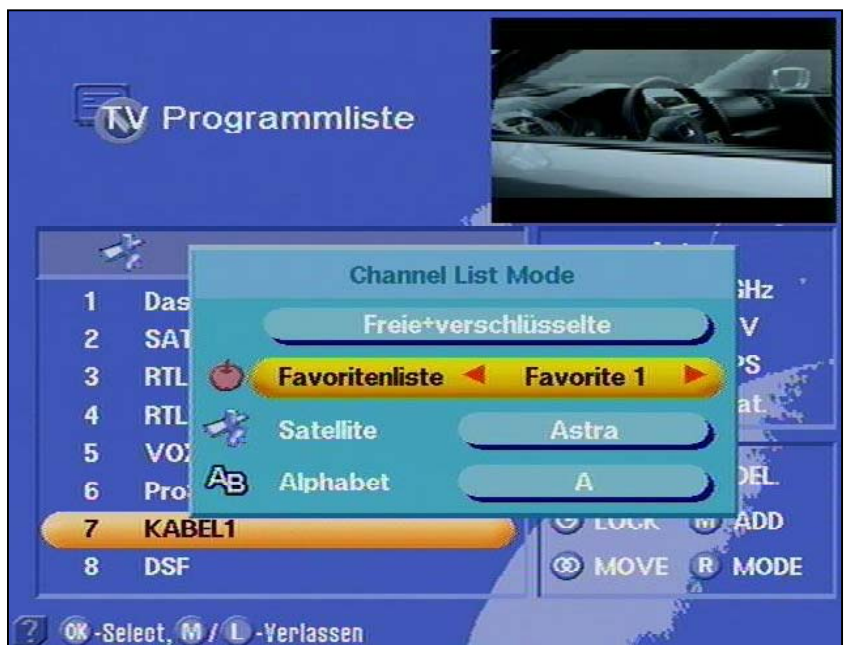 TV Programmliste
Channel List Mode
Freie+verschlüsselte
Favoritenliste Favorite 1
Satellite Astra
Alphabet A
1 Das
2 SAT
3 RTL
4 RTL
5 VOX
6 Pro
7 KABEL1
8 DSF
GHz
V
at.
DEL.
LOCK M ADD
MOVE R MODE
? OK -Select, M / L -Verlassen